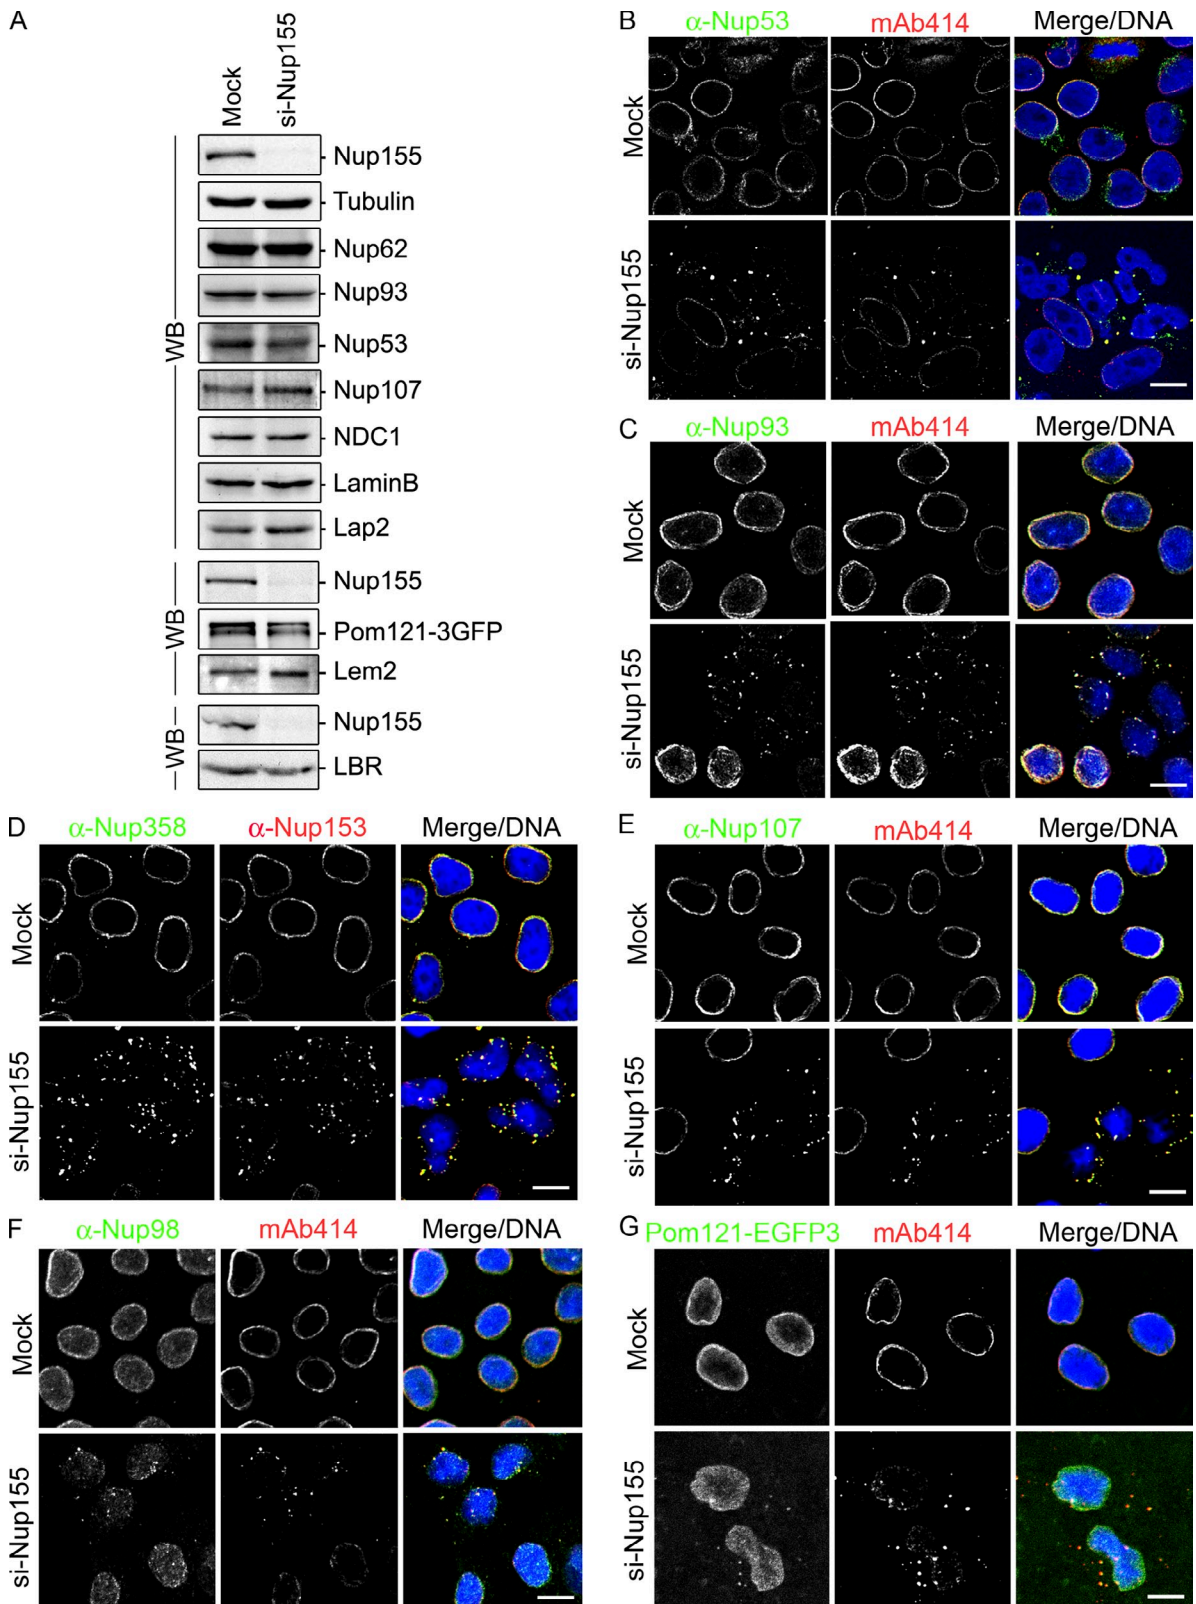 A
Mock
si-Nup155
WB
Nup155
Tubulin
Nup62
Nup93
Nup53
Nup107
NDC1
LaminB
Lap2
WB
Nup155
Pom121-3GFP
Lem2
WB
Nup155
LBR
B
α-Nup53 mAb414 Merge/DNA
Mock
si-Nup155
C
α-Nup93 mAb414 Merge/DNA
Mock
si-Nup155
D
α-Nup358 α-Nup153 Merge/DNA
Mock
si-Nup155
E
α-Nup107 mAb414 Merge/DNA
Mock
si-Nup155
F
α-Nup98 mAb414 Merge/DNA
Mock
si-Nup155
G
Pom121-EGFP3 mAb414 Merge/DNA
Mock
si-Nup155